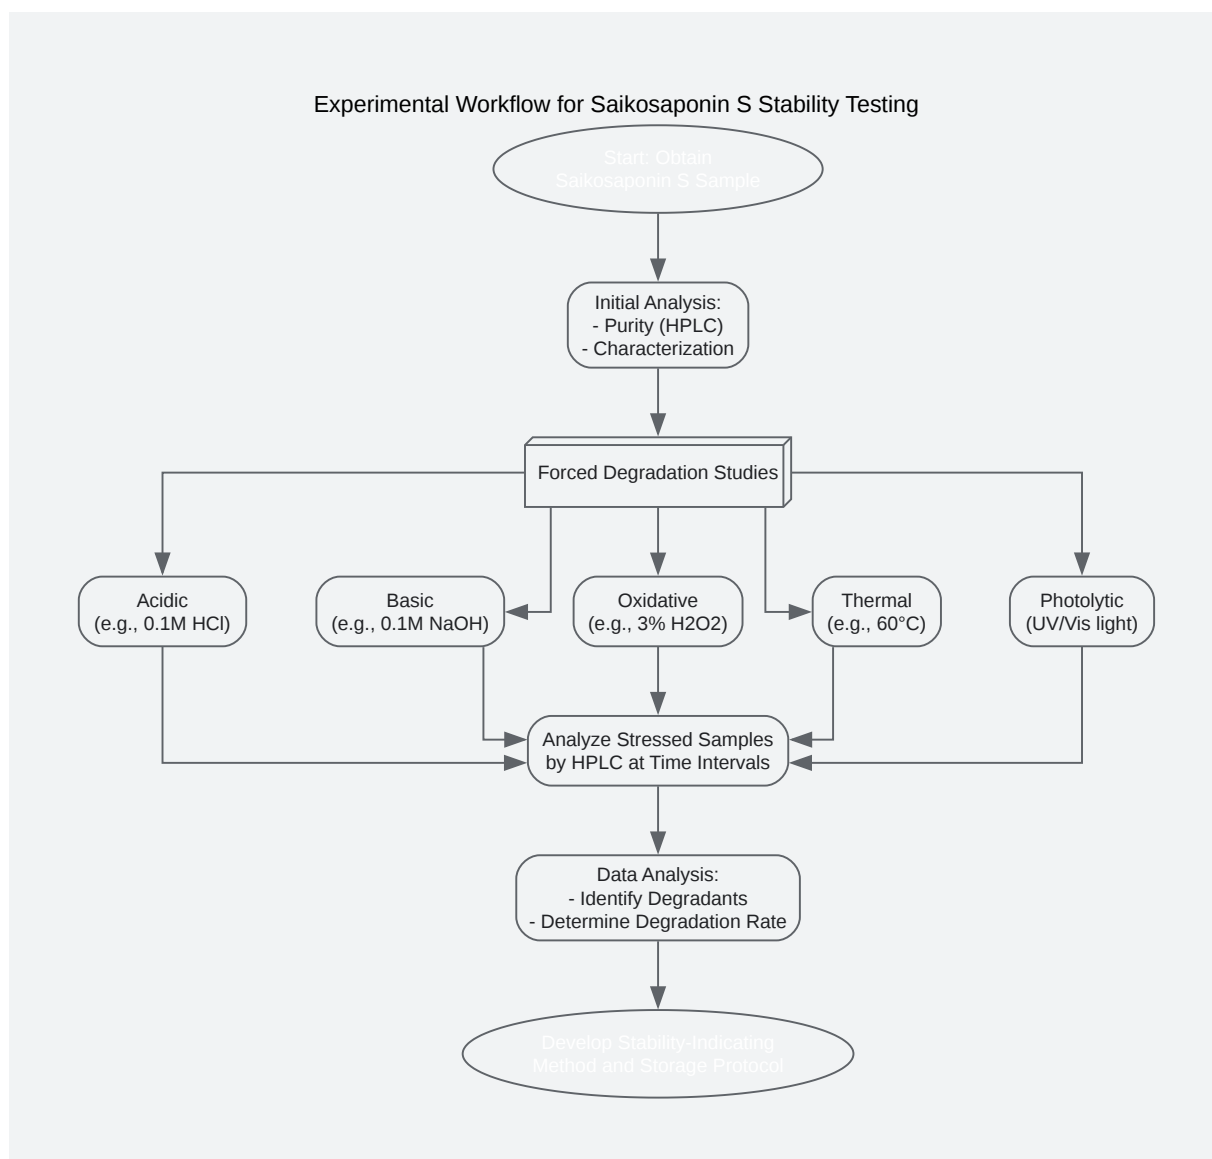 Experimental Workflow for Saikosaponin S Stability Testing
Start: Obtain
Saikosaponin S Sample
Initial Analysis:
- Purity (HPLC)
- Characterization
Forced Degradation Studies
Acidic
(e.g., 0.1M HCl)
Basic
(e.g., 0.1M NaOH)
Oxidative
(e.g., 3% H2O2)
Thermal
(e.g., 60°C)
Photolytic
(UV/Vis light)
Analyze Stressed Samples
by HPLC at Time Intervals
Data Analysis:
- Identify Degradants
- Determine Degradation Rate
Develop Stability-Indicating
Method and Storage Protocol